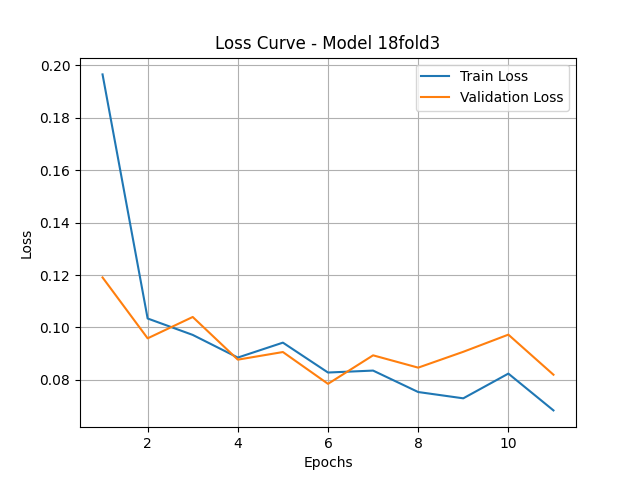 Loss Curve - Model 18fold3
Train Loss
Validation Loss
0.20
0.18
0.16
0.14
0.12
0.10
0.08
Loss
2 4 6 8 10
Epochs